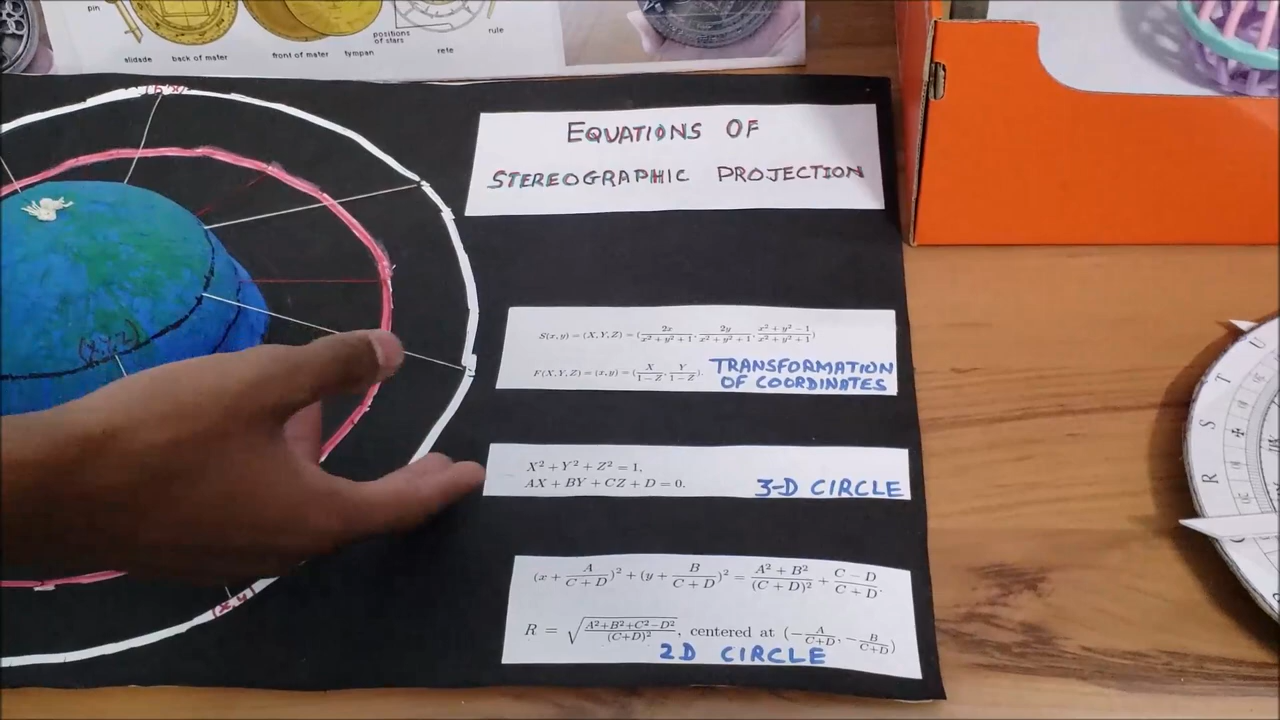 pin
alidade
back of mater
front of mater
tympan
positions
of stars
rete
rule
EQUATIONS OF
STEREOGRAPHIC PROJECTION
S(x, y) = (X, Y, Z) = (2x/(x² + y² + 1), 2y/(x² + y² + 1), (x² + y² − 1)/(x² + y² + 1))
F(X, Y, Z) = (x, y) = (X/(1 − Z), Y/(1 − Z)).
TRANSFORMATION
OF COORDINATES
X² + Y² + Z² = 1,
AX + BY + CZ + D = 0.
3-D CIRCLE
(x + A/(C + D))² + (y + B/(C + D))² = (A² + B²)/(C + D)² + (C − D)/(C + D).
R = √((A²+B²+C²−D²)/(C+D)²), centered at (−A/(C+D), −B/(C+D))
2D CIRCLE
(X,Y,Z)
(x,y)
U
T
S
R